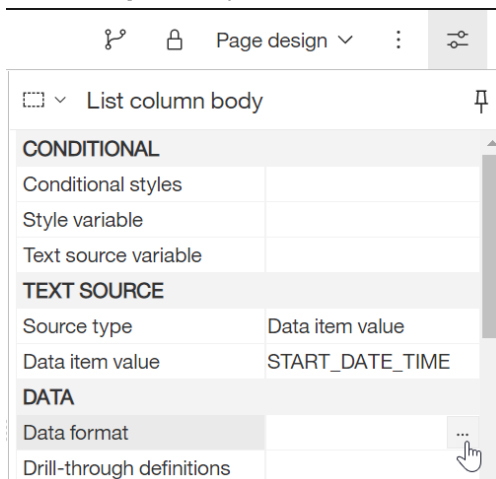 Page design
List column body
CONDITIONAL
Conditional styles
Style variable
Text source variable
TEXT SOURCE
Source type Data item value
Data item value START_DATE_TIME
DATA
Data format ...
Drill-through definitions